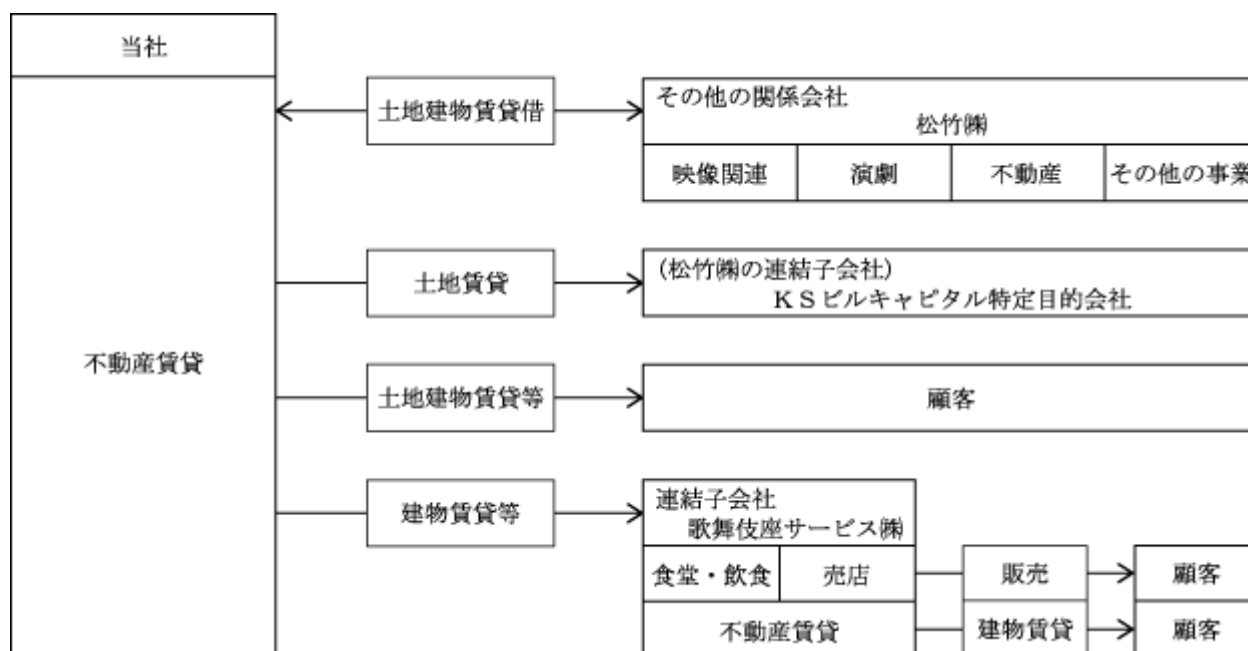 当社
不動産賃貸
土地建物賃貸借
その他の関係会社
松竹㈱
映像関連
演劇
不動産
その他の事業
土地賃貸
(松竹㈱の連結子会社)
KSビルキャピタル特定目的会社
土地建物賃貸等
顧客
建物賃貸等
連結子会社
歌舞伎座サービス㈱
食堂・飲食
売店
販売
顧客
不動産賃貸
建物賃貸
顧客